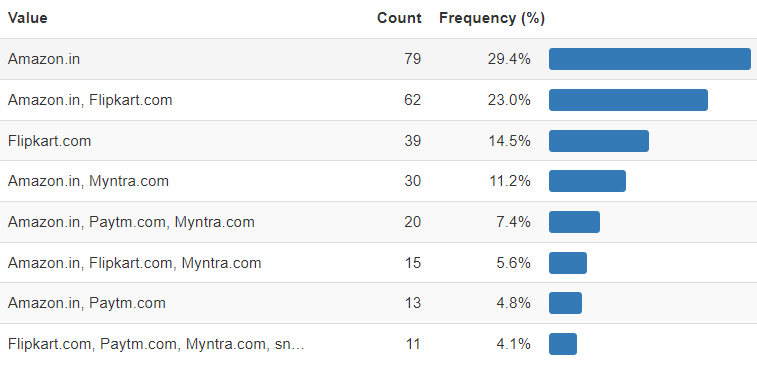 Value Count Frequency (%)
Amazon.in 79 29.4%
Amazon.in, Flipkart.com 62 23.0%
Flipkart.com 39 14.5%
Amazon.in, Myntra.com 30 11.2%
Amazon.in, Paytm.com, Myntra.com 20 7.4%
Amazon.in, Flipkart.com, Myntra.com 15 5.6%
Amazon.in, Paytm.com 13 4.8%
Flipkart.com, Paytm.com, Myntra.com, sn... 11 4.1%